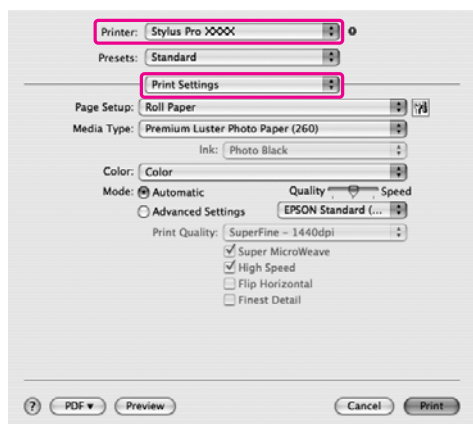 Printer: Stylus Pro XXXX
Presets: Standard
Print Settings
Page Setup: Roll Paper
Media Type: Premium Luster Photo Paper (260)
Ink: Photo Black
Color: Color
Mode: Automatic Quality Speed
Advanced Settings EPSON Standard (...
Print Quality: SuperFine – 1440dpi
Super MicroWeave
High Speed
Flip Horizontal
Finest Detail
? PDF Preview Cancel Print